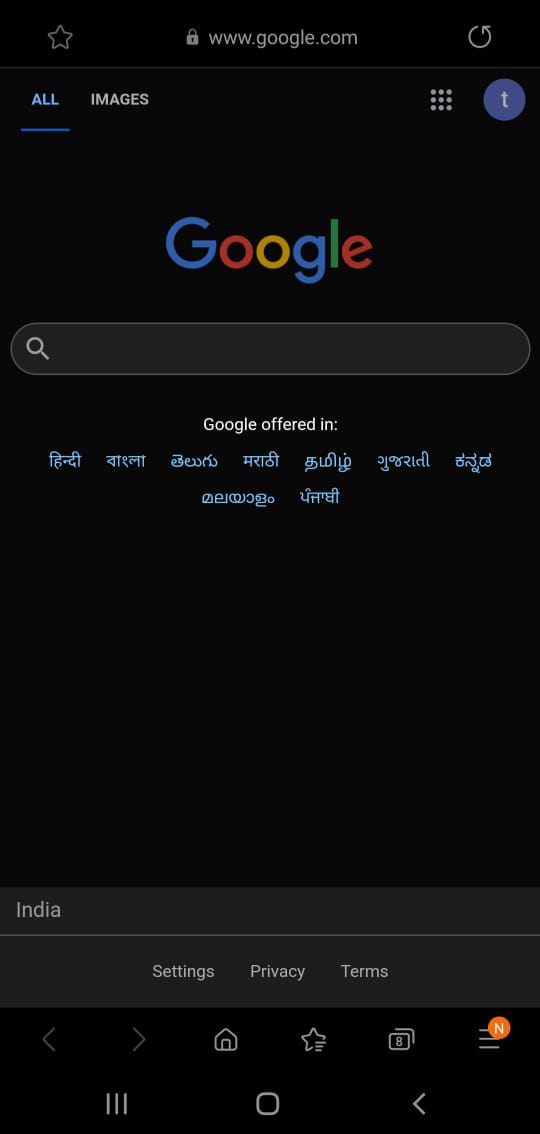 www.google.com
ALL IMAGES t
Google
Google offered in:
हिन्दी বাংলা తెలుగు मराठी தமிழ் ગુજરાતી ಕನ್ನಡ
മലയാളം ਪੰਜਾਬੀ
India
Settings Privacy Terms
8 N